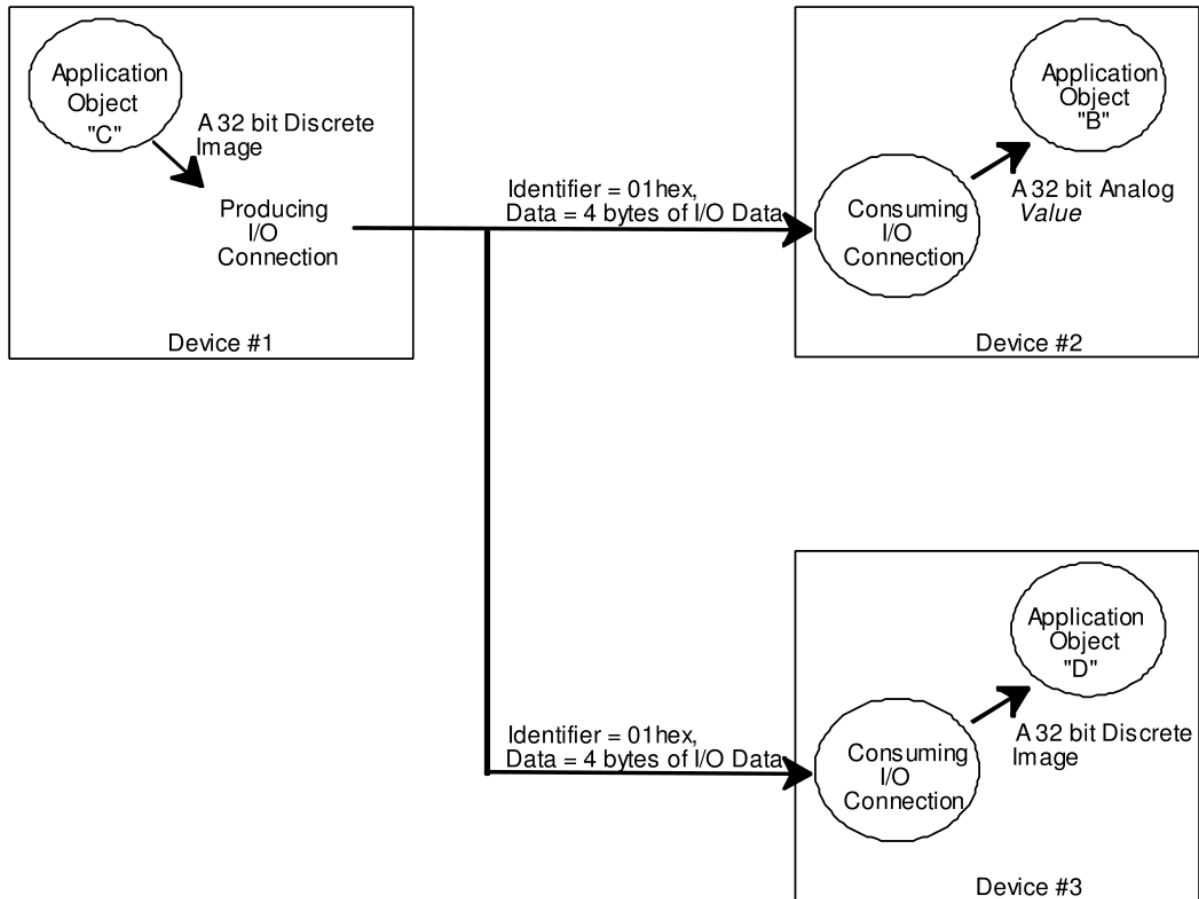 Application
Object
"C"
A 32 bit Discrete
Image
Producing
I/O
Connection
Device #1
Identifier = 01hex,
Data = 4 bytes of I/O Data
Application
Object
"B"
Consuming
I/O
Connection
A 32 bit Analog
Value
Device #2
Identifier = 01hex,
Data = 4 bytes of I/O Data
Application
Object
"D"
Consuming
I/O
Connection
A 32 bit Discrete
Image
Device #3